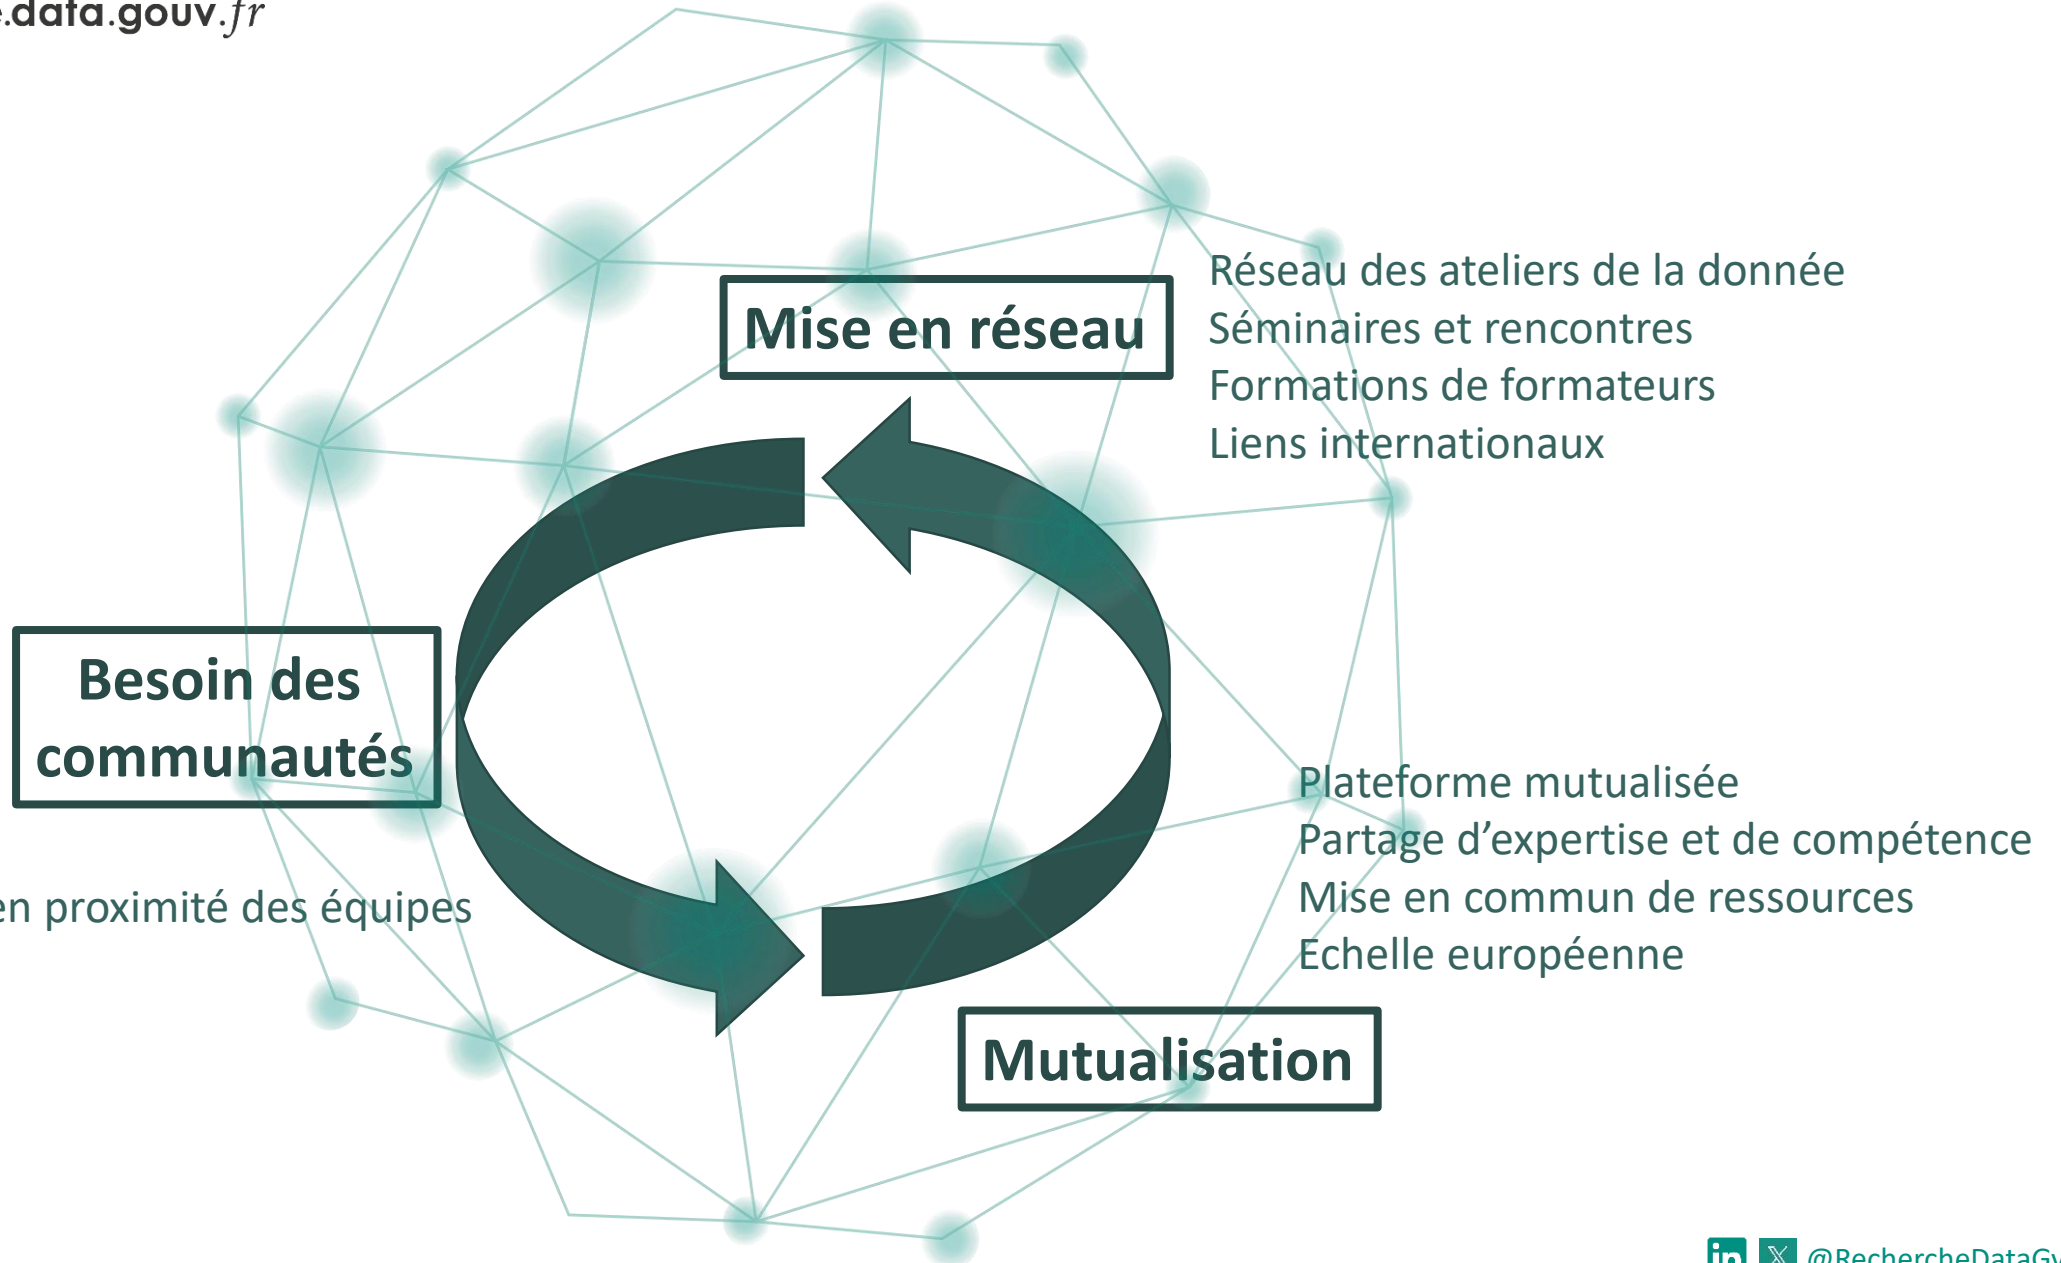 .data.gouv.fr
Mise en réseau
Réseau des ateliers de la donnée
Séminaires et rencontres
Formations de formateurs
Liens internationaux
Besoin des
communautés
en proximité des équipes
Plateforme mutualisée
Partage d’expertise et de compétence
Mise en commun de ressources
Echelle européenne
Mutualisation
in X @RechercheDataGv